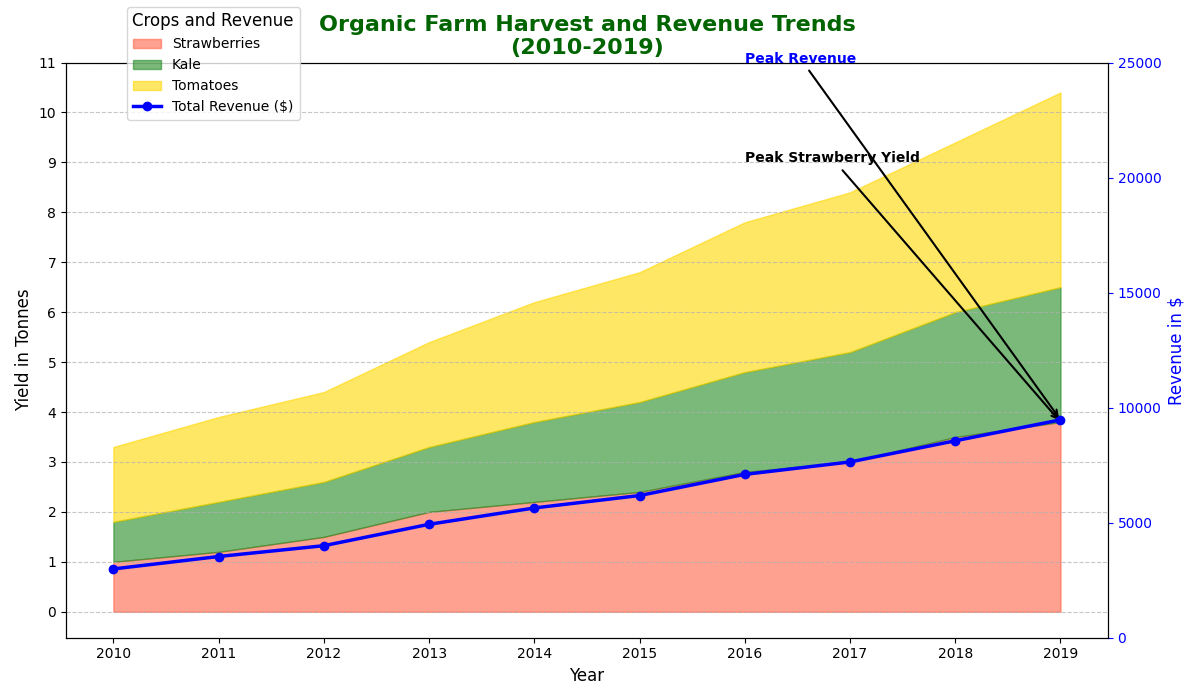 Organic Farm Harvest and Revenue Trends
(2010-2019)
Crops and Revenue
Strawberries
Kale
Tomatoes
Total Revenue ($)
Peak Revenue
Peak Strawberry Yield
Yield in Tonnes
11
10
9
8
7
6
5
4
3
2
1
0
25000
20000
15000
10000
5000
0
Revenue in $
2010 2011 2012 2013 2014 2015 2016 2017 2018 2019
Year